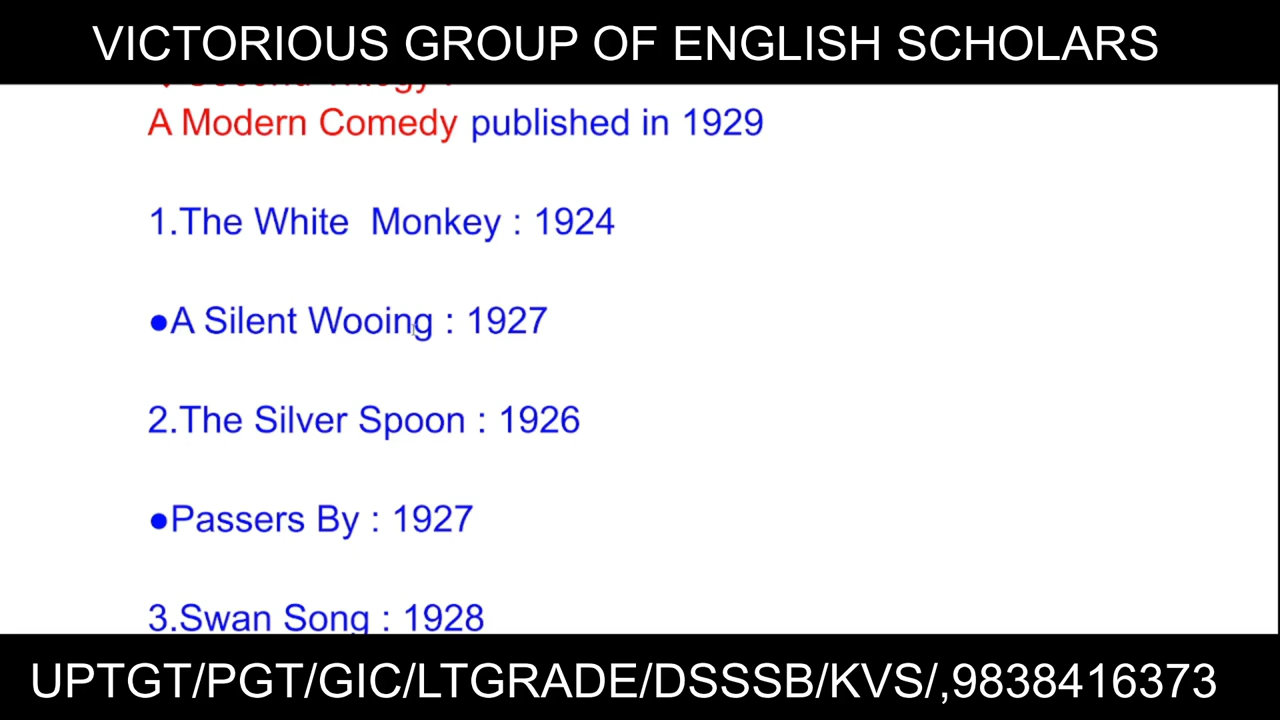 VICTORIOUS GROUP OF ENGLISH SCHOLARS
A Modern Comedy published in 1929
1.The White Monkey : 1924
●A Silent Wooing : 1927
2.The Silver Spoon : 1926
●Passers By : 1927
3.Swan Song : 1928
UPTGT/PGT/GIC/LTGRADE/DSSSB/KVS/,9838416373